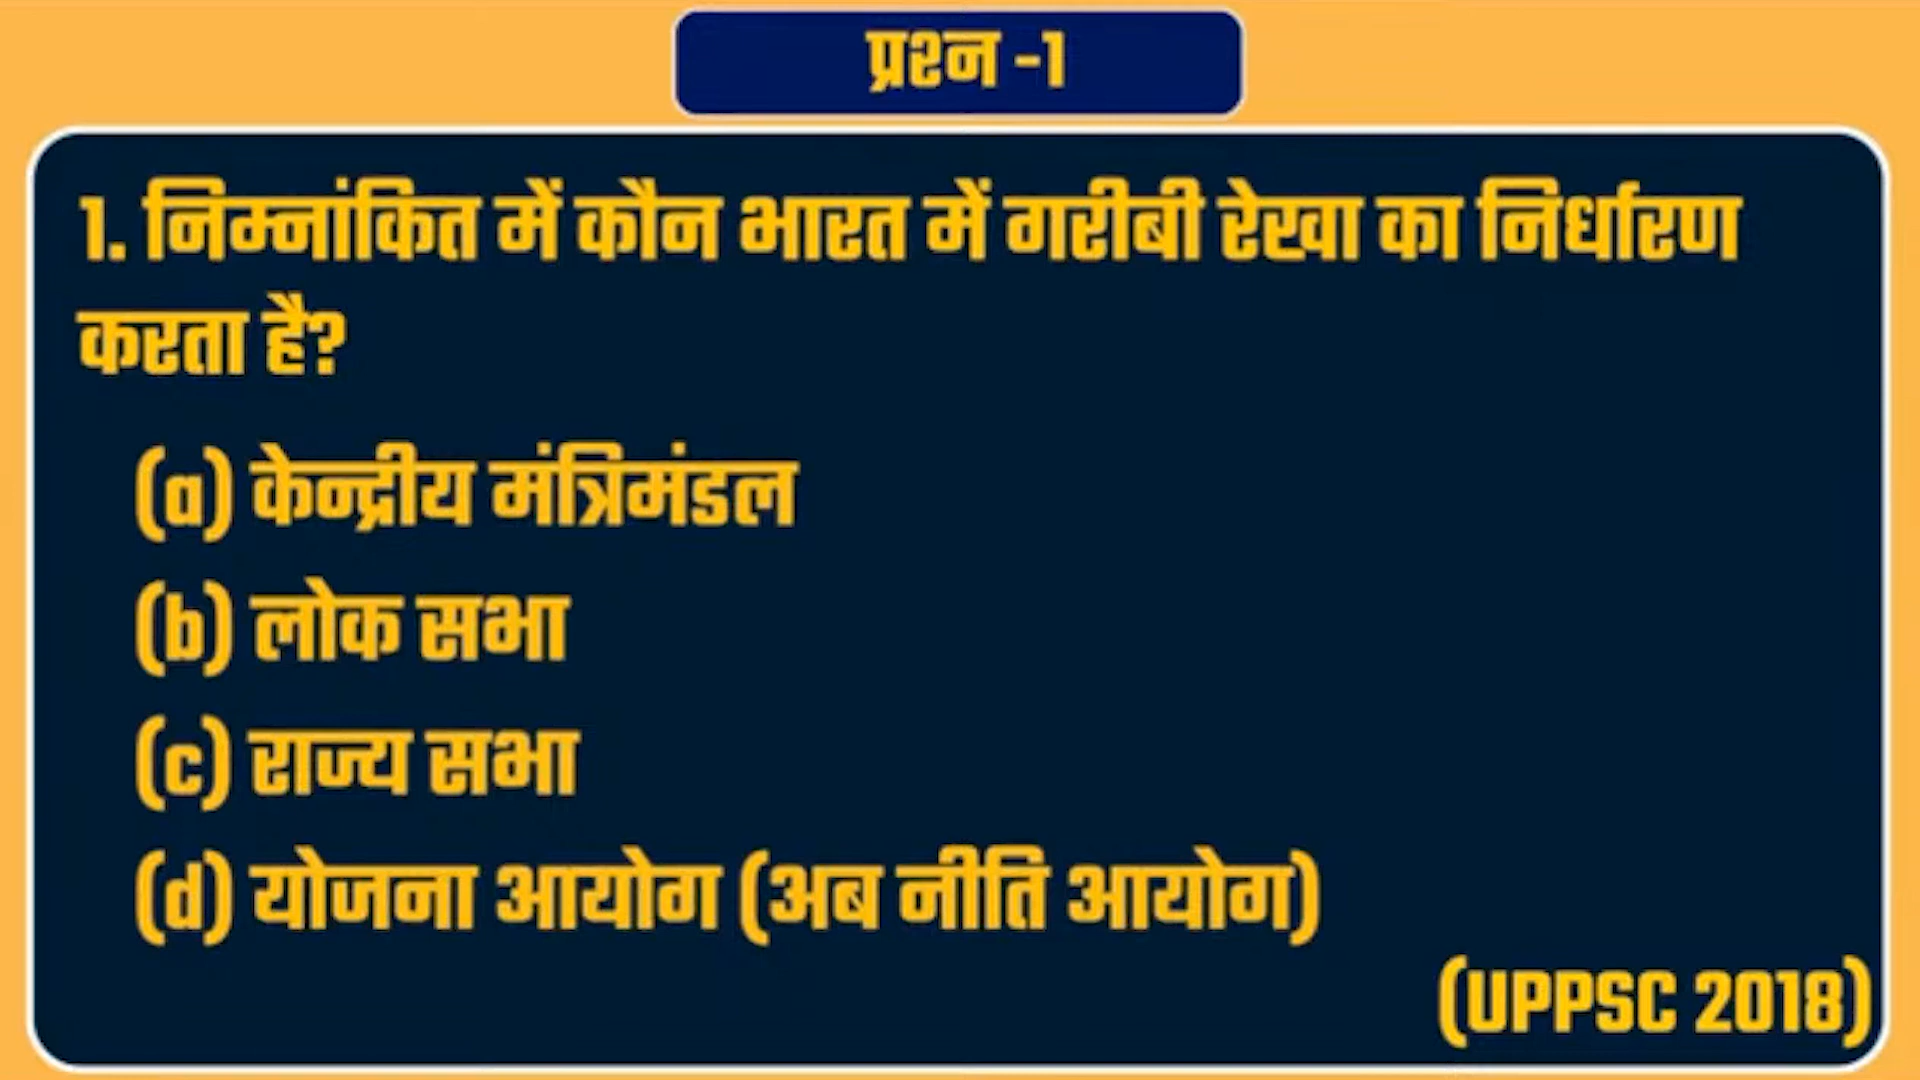 प्रश्न -1
1. निम्नांकित में कौन भारत में गरीबी रेखा का निर्धारण
करता है?
(a) केन्द्रीय मंत्रिमंडल
(b) लोक सभा
(c) राज्य सभा
(d) योजना आयोग (अब नीति आयोग)
(UPPSC 2018)